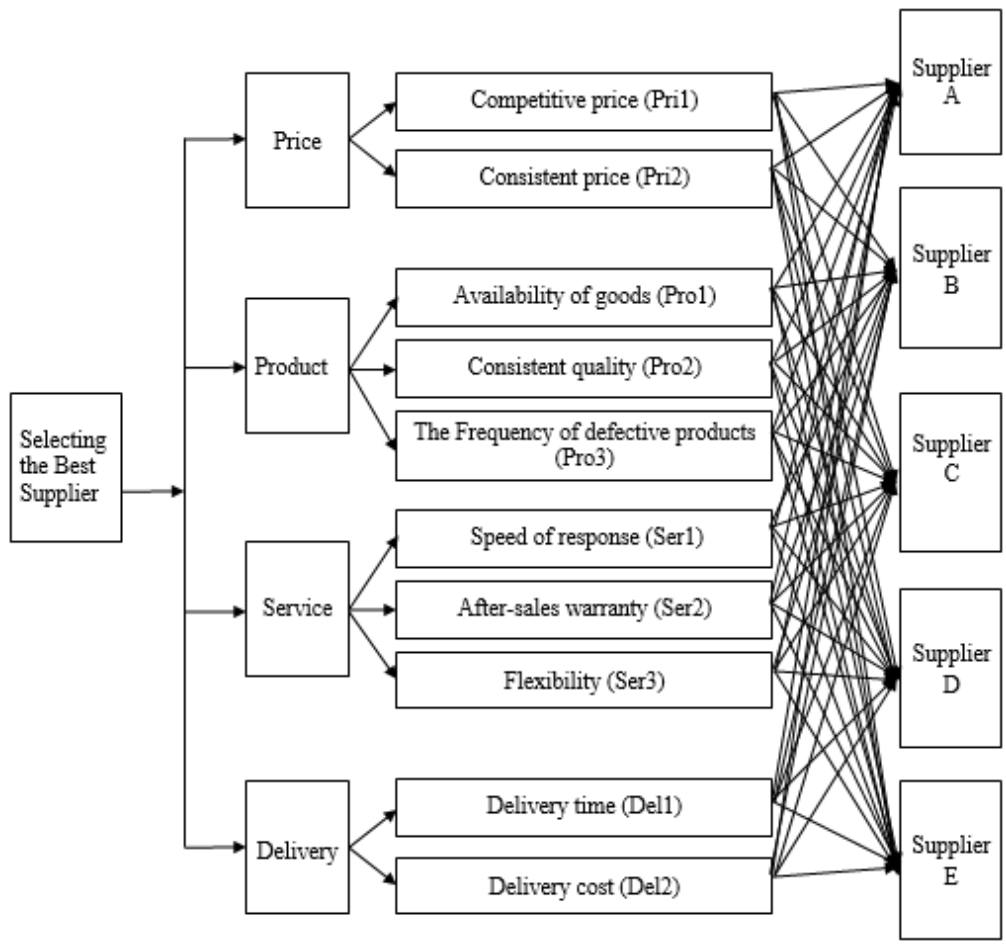 Selecting
the Best
Supplier
Price
Competitive price (Pri1)
Consistent price (Pri2)
Product
Availability of goods (Pro1)
Consistent quality (Pro2)
The Frequency of defective products
(Pro3)
Service
Speed of response (Ser1)
After-sales warranty (Ser2)
Flexibility (Ser3)
Delivery
Delivery time (Del1)
Delivery cost (Del2)
Supplier
A
Supplier
B
Supplier
C
Supplier
D
Supplier
E